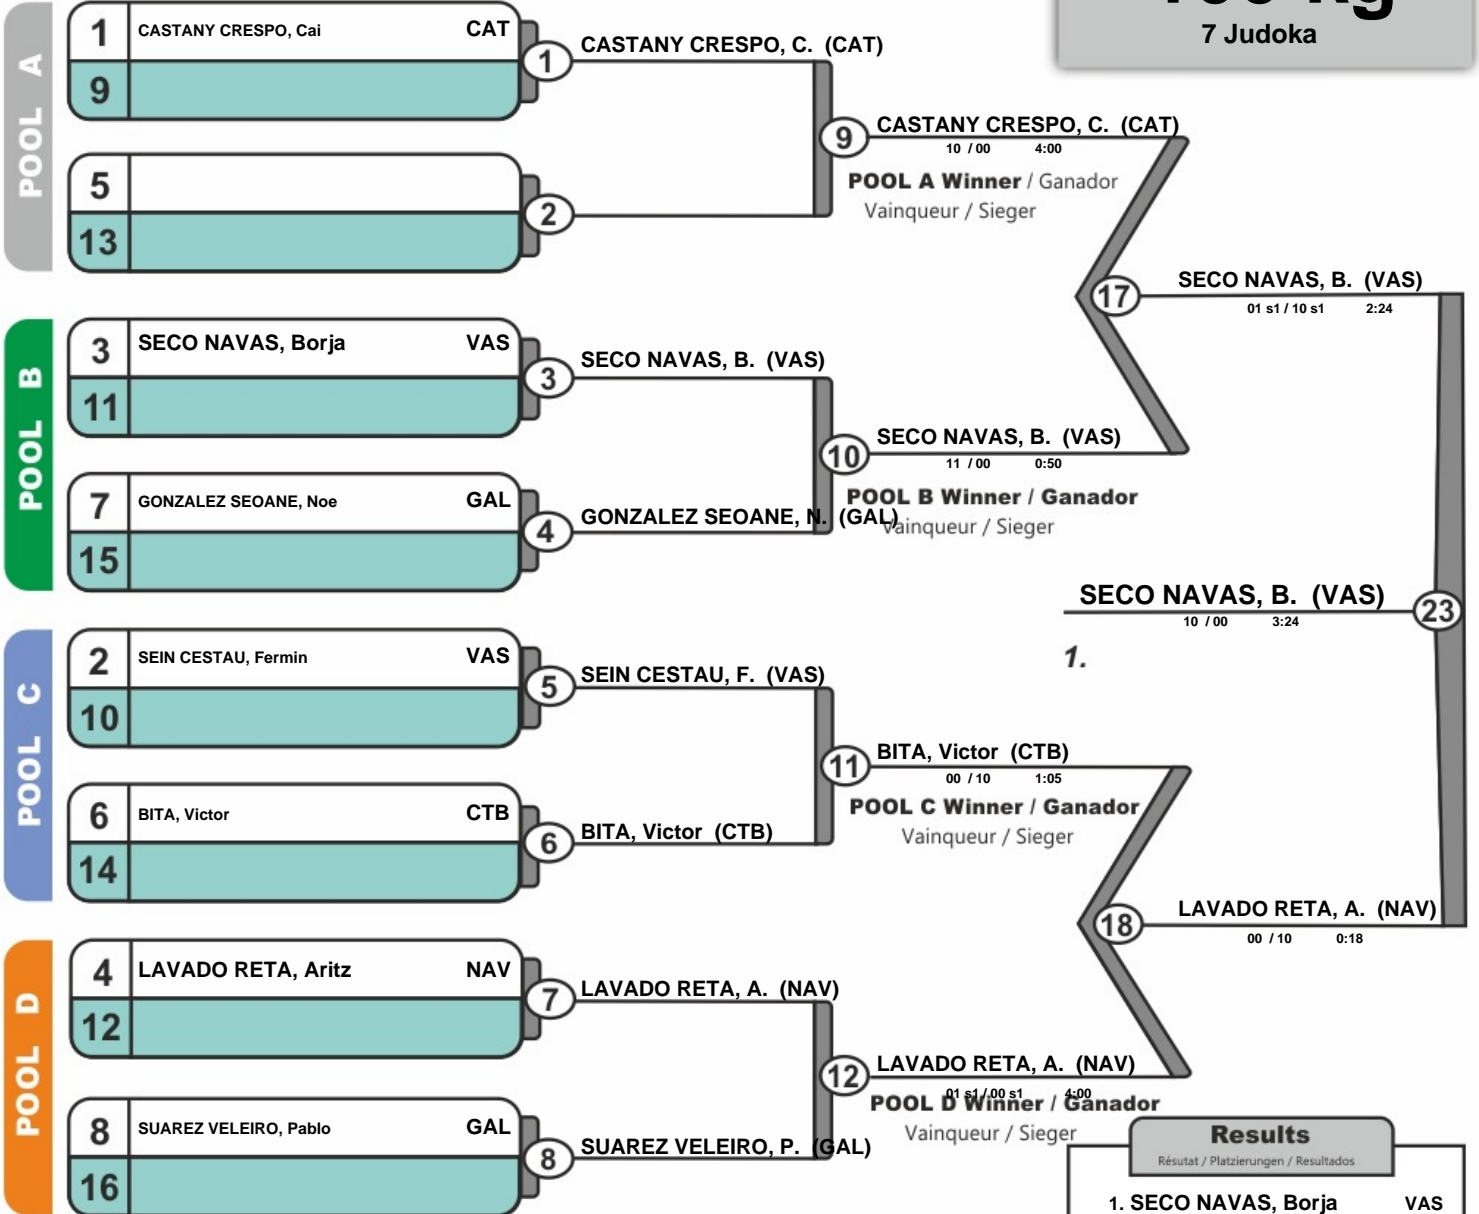 7 Judoka
POOL A
1 CASTANY CRESPO, Cai CAT
9
5
13
1 CASTANY CRESPO, C. (CAT)
2
9 CASTANY CRESPO, C. (CAT)
10 / 00 4:00
POOL A Winner / Ganador
Vainqueur / Sieger
POOL B
3 SECO NAVAS, Borja VAS
11
7 GONZALEZ SEOANE, Noe GAL
15
3 SECO NAVAS, B. (VAS)
4 GONZALEZ SEOANE, N. (GAL)
10 SECO NAVAS, B. (VAS)
11 / 00 0:50
POOL B Winner / Ganador
Vainqueur / Sieger
17 SECO NAVAS, B. (VAS)
01 s1 / 10 s1 2:24
SECO NAVAS, B. (VAS) 23
10 / 00 3:24
1.
POOL C
2 SEIN CESTAU, Fermin VAS
10
6 BITA, Victor CTB
14
5 SEIN CESTAU, F. (VAS)
6 BITA, Victor (CTB)
11 BITA, Victor (CTB)
00 / 10 1:05
POOL C Winner / Ganador
Vainqueur / Sieger
18 LAVADO RETA, A. (NAV)
00 / 10 0:18
POOL D
4 LAVADO RETA, Aritz NAV
12
8 SUAREZ VELEIRO, Pablo GAL
16
7 LAVADO RETA, A. (NAV)
8 SUAREZ VELEIRO, P. (GAL)
12 LAVADO RETA, A. (NAV)
01 s1 / 00 s1 4:00
POOL D Winner / Ganador
Vainqueur / Sieger
Results
Résutat / Platzierungen / Resultados
1. SECO NAVAS, Borja VAS